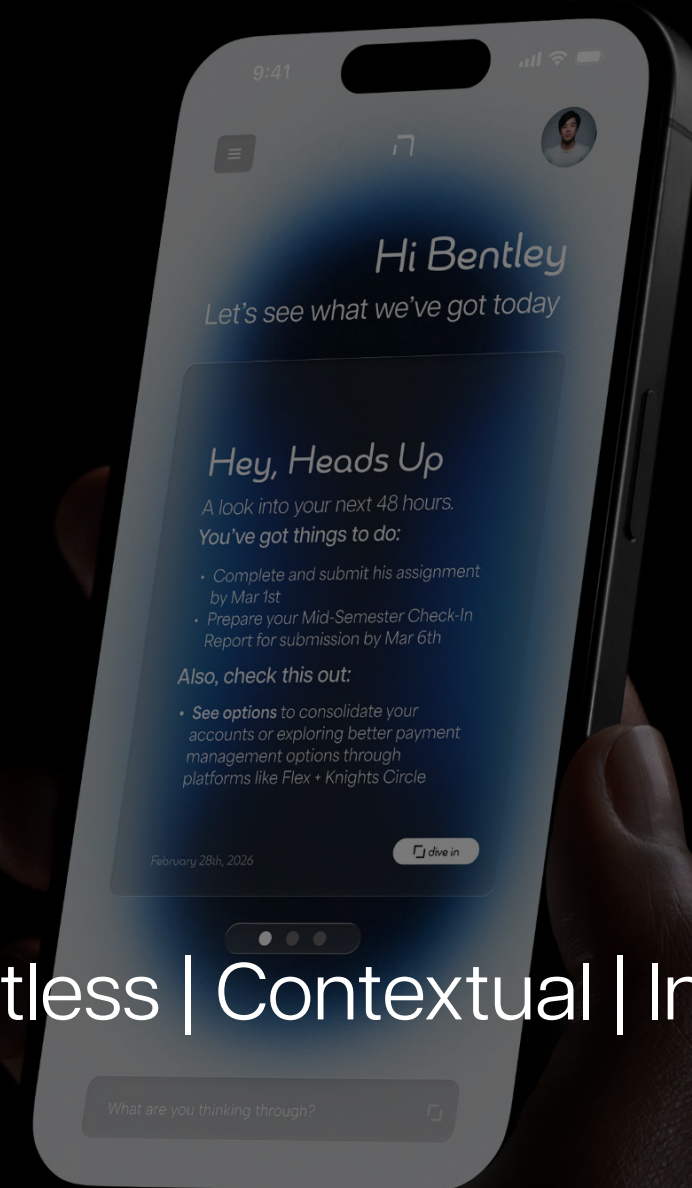 9:41
Hi Bentley
Let's see what we've got today
Hey, Heads Up
A look into your next 48 hours.
You've got things to do:
• Complete and submit his assignment
by Mar 1st
• Prepare your Mid-Semester Check-In
Report for submission by Mar 6th
Also, check this out:
• See options to consolidate your
accounts or exploring better payment
management options through
platforms like Flex + Knights Circle
February 28th, 2026
dive in
tless | Contextual | In
What are you thinking through?